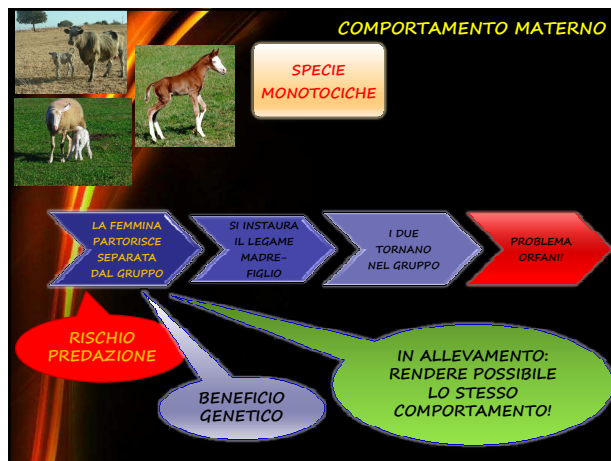 COMPORTAMENTO MATERNO
SPECIE
MONOTOCICHE
LA FEMMINA
PARTORISCE
SEPARATA
DAL GRUPPO
SI INSTAURA
IL LEGAME
MADRE-
FIGLIO
I DUE
TORNANO
NEL GRUPPO
PROBLEMA
ORFANI!
RISCHIO
PREDAZIONE
BENEFICIO
GENETICO
IN ALLEVAMENTO:
RENDERE POSSIBILE
LO STESSO
COMPORTAMENTO!